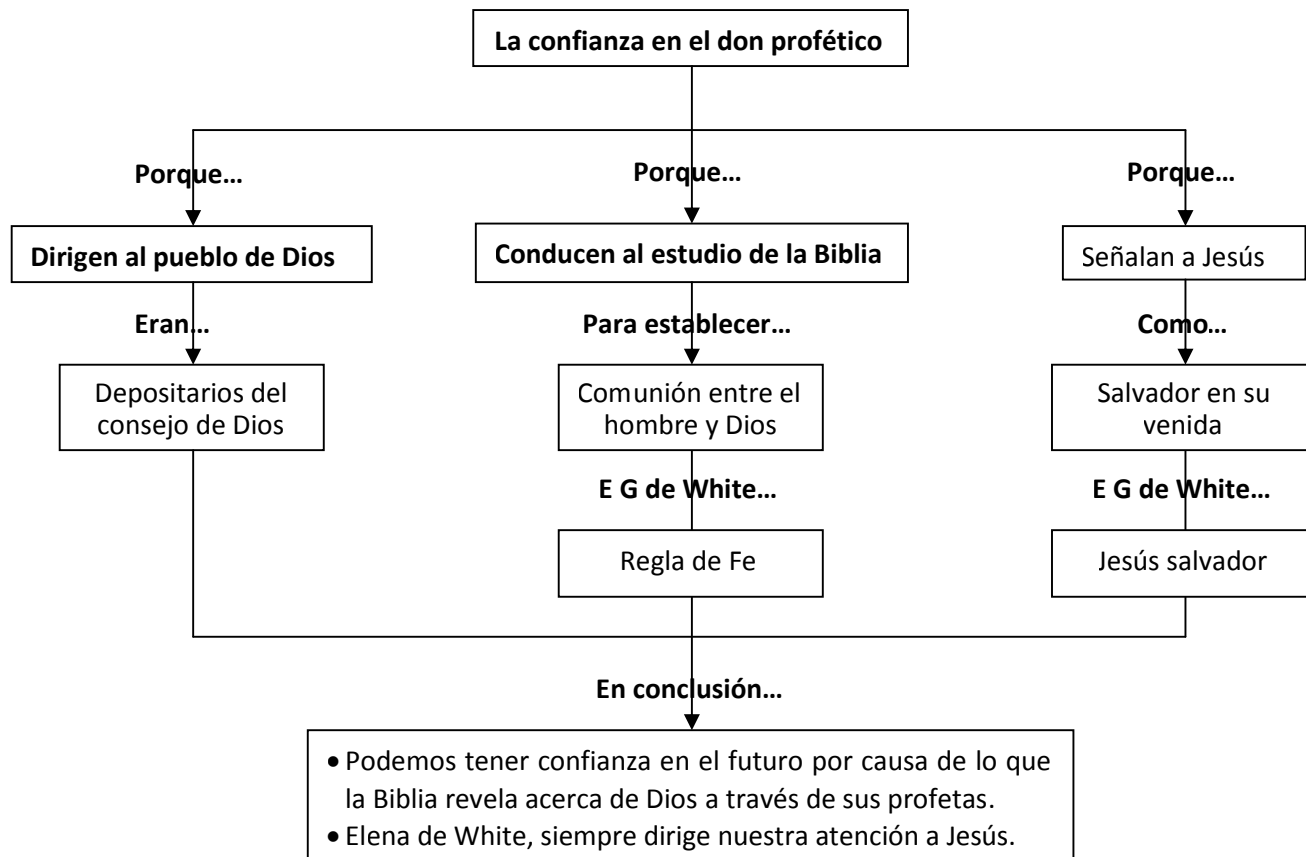 La confianza en el don profético
Porque…
Porque…
Porque…
Dirigen al pueblo de Dios
Conducen al estudio de la Biblia
Señalan a Jesús
Eran…
Para establecer…
Como…
Depositarios del
consejo de Dios
Comunión entre el
hombre y Dios
Salvador en su
venida
E G de White…
E G de White…
Regla de Fe
Jesús salvador
En conclusión…
• Podemos tener confianza en el futuro por causa de lo que
la Biblia revela acerca de Dios a través de sus profetas.
• Elena de White, siempre dirige nuestra atención a Jesús.